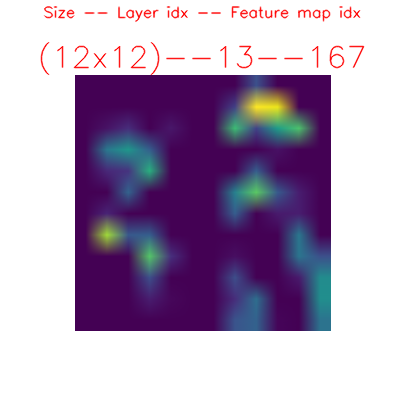 Size -- Layer idx -- Feature map idx
(12x12)--13--167